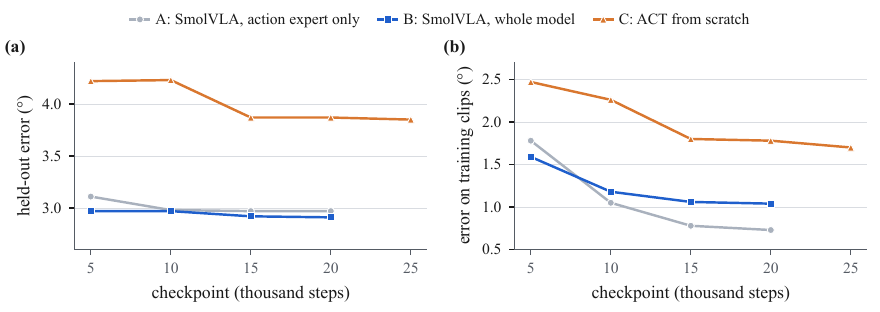 A: SmolVLA, action expert only B: SmolVLA, whole model C: ACT from scratch
(a)
held-out error (°)
4.0
3.5
3.0
5 10 15 20 25
checkpoint (thousand steps)
(b)
error on training clips (°)
2.5
2.0
1.5
1.0
0.5
5 10 15 20 25
checkpoint (thousand steps)